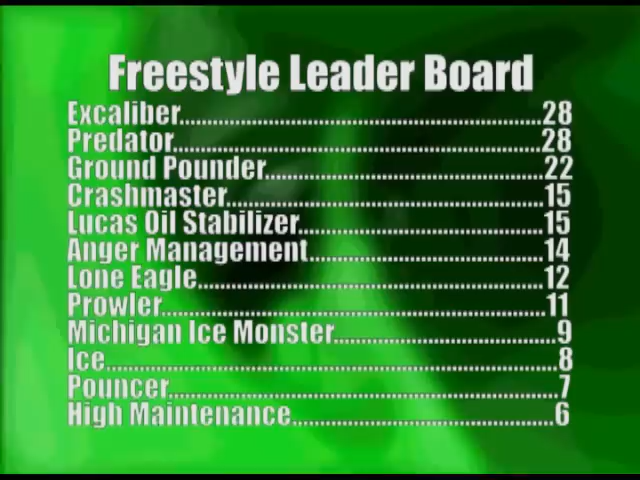 Freestyle Leader Board
Excaliber..........................................................28
Predator...........................................................28
Ground Pounder.............................................22
Crashmaster...................................................15
Lucas Oil Stabilizer.......................................15
Anger Management.....................................14
Lone Eagle.......................................................12
Prowler..............................................................11
Michigan Ice Monster...................................9
Ice.........................................................................8
Pouncer..............................................................7
High Maintenance..........................................6